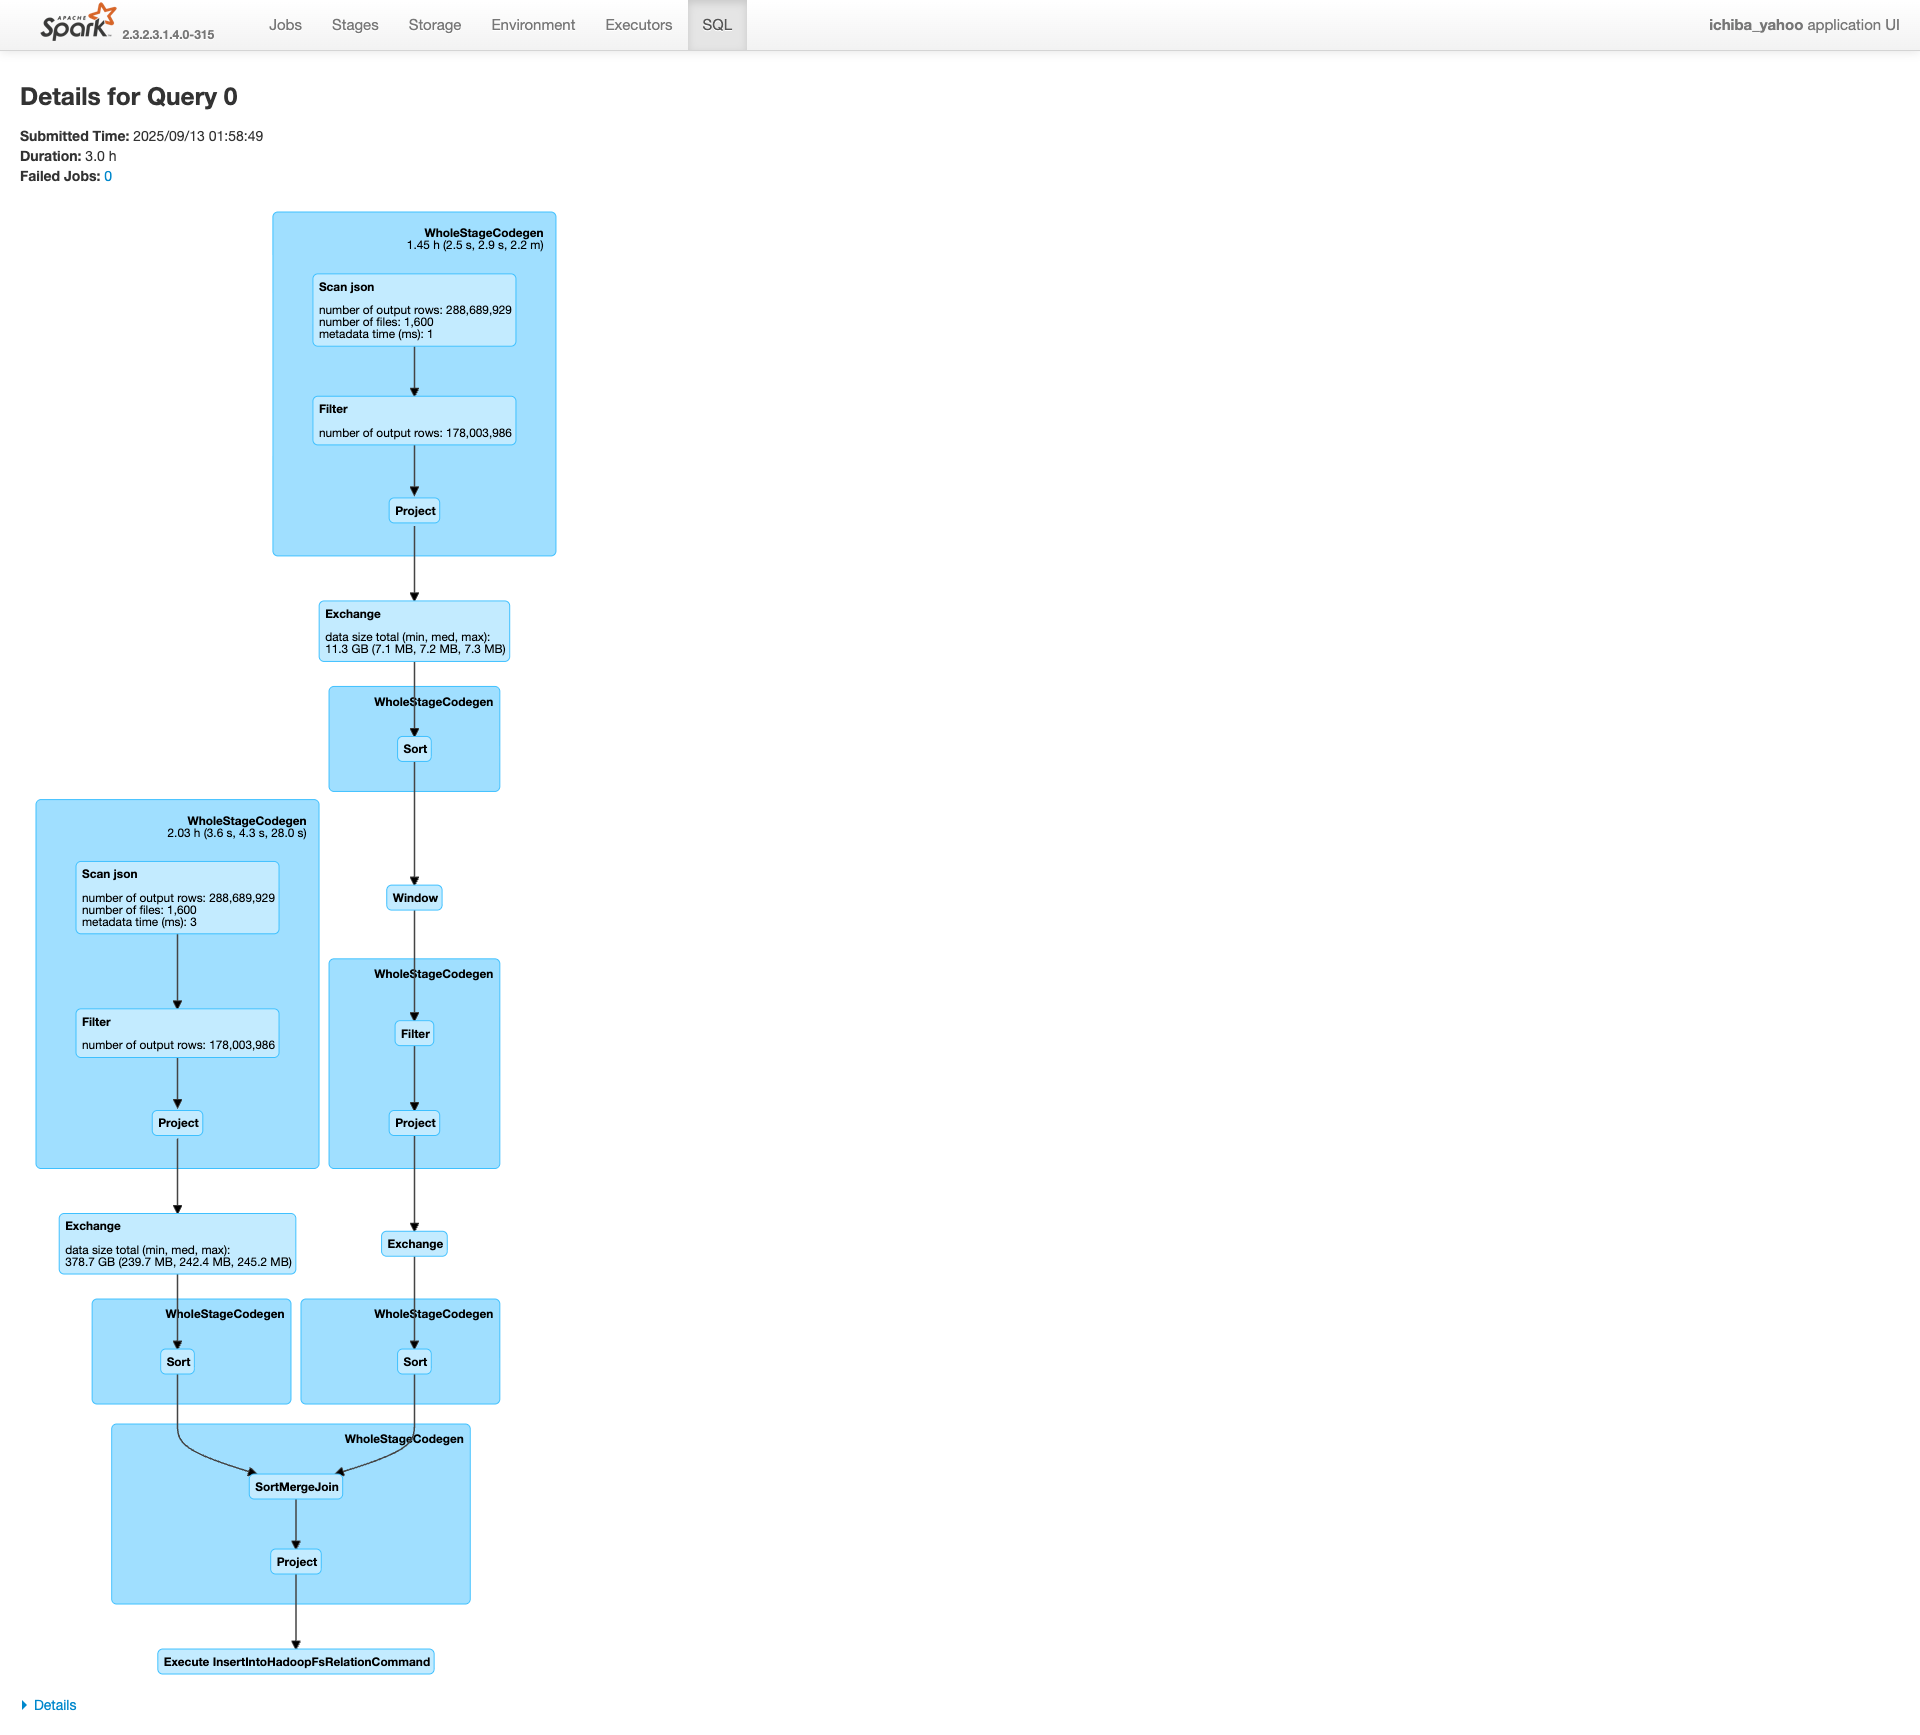 APACHE
Spark 2.3.2.3.1.4.0-315 Jobs Stages Storage Environment Executors SQL ichiba_yahoo application UI
Details for Query 0
Submitted Time: 2025/09/13 01:58:49
Duration: 3.0 h
Failed Jobs: 0
WholeStageCodegen
1.45 h (2.5 s, 2.9 s, 2.2 m)
Scan json
number of output rows: 288,689,929
number of files: 1,600
metadata time (ms): 1
Filter
number of output rows: 178,003,986
Project
Exchange
data size total (min, med, max):
11.3 GB (7.1 MB, 7.2 MB, 7.3 MB)
WholeStageCodegen
Sort
WholeStageCodegen
2.03 h (3.6 s, 4.3 s, 28.0 s)
Scan json
number of output rows: 288,689,929
number of files: 1,600
metadata time (ms): 3
Filter
number of output rows: 178,003,986
Project
Window
WholeStageCodegen
Filter
Project
Exchange
data size total (min, med, max):
378.7 GB (239.7 MB, 242.4 MB, 245.2 MB)
Exchange
WholeStageCodegen
Sort
WholeStageCodegen
Sort
WholeStageCodegen
SortMergeJoin
Project
Execute InsertIntoHadoopFsRelationCommand
Details